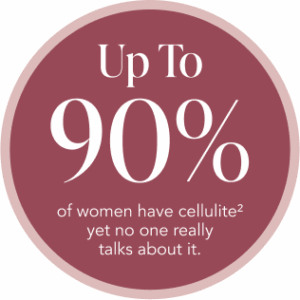 Up To
90%
of women have cellulite²
yet no one really
talks about it.